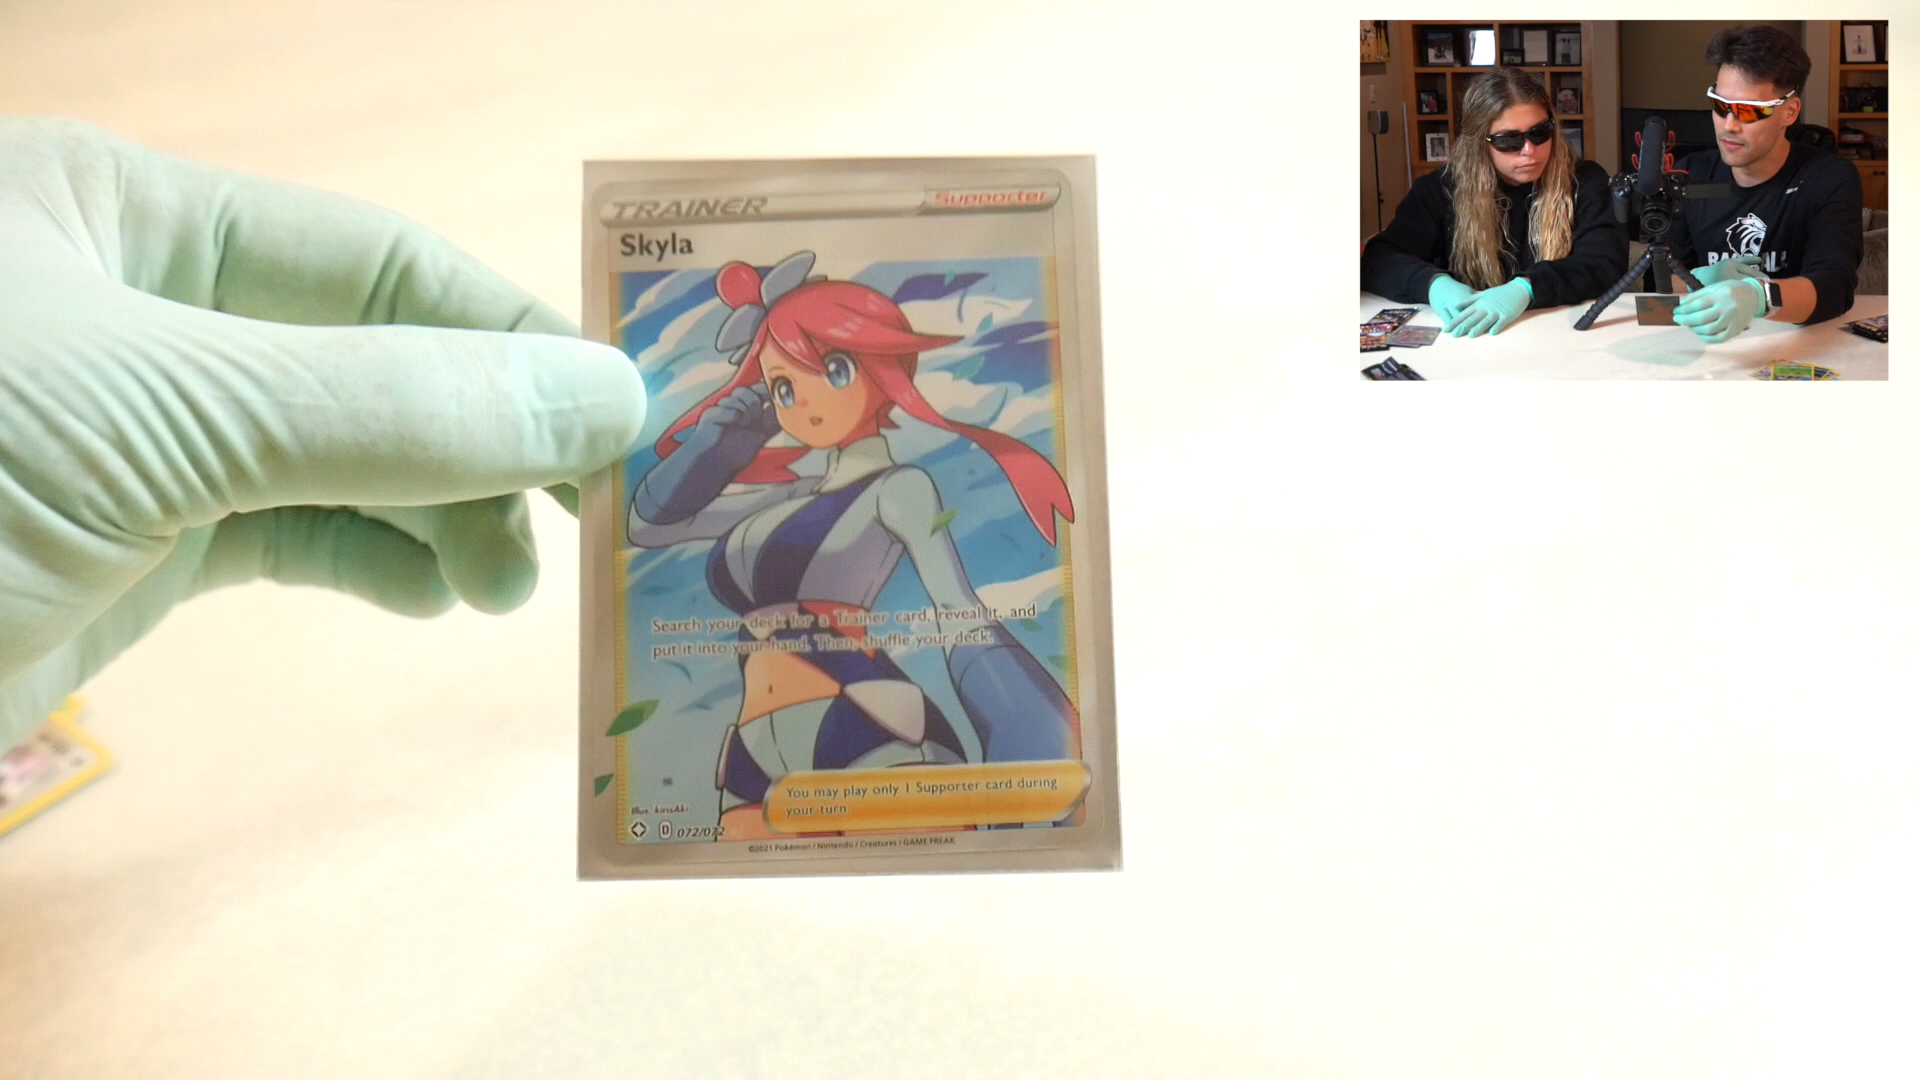 TRAINER
Supporter
Skyla
Search your deck for a Trainer card, reveal it, and
put it into your hand. Then, shuffle your deck.
You may play only 1 Supporter card during
your turn.
Illus. kirisAki
D 072/072
©2021 Pokémon / Nintendo / Creatures / GAME FREAK